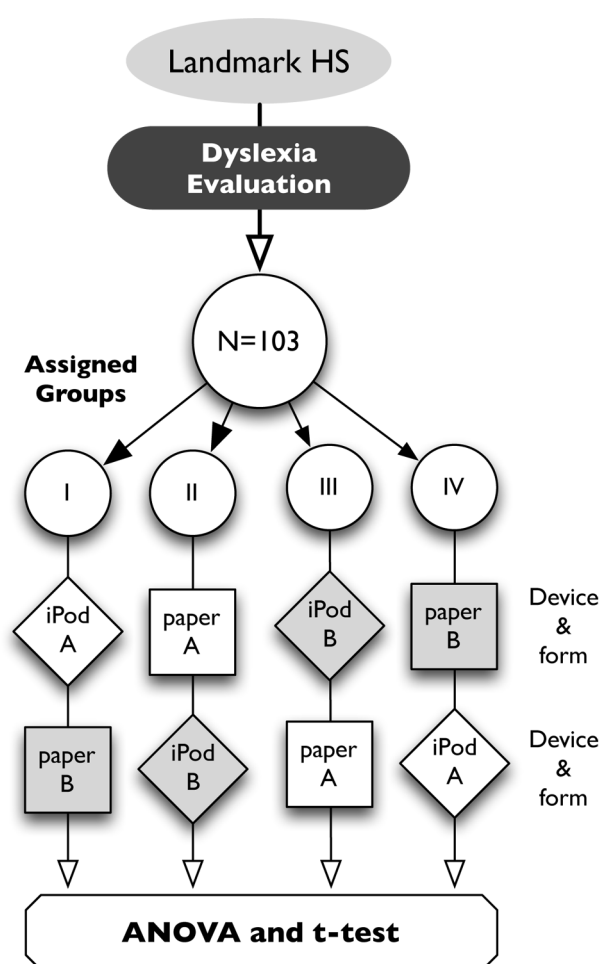 Landmark HS
Dyslexia
Evaluation
N=103
Assigned
Groups
I
II
III
IV
iPod
A
paper
A
iPod
B
paper
B
Device
&
form
paper
B
iPod
B
paper
A
iPod
A
Device
&
form
ANOVA and t-test